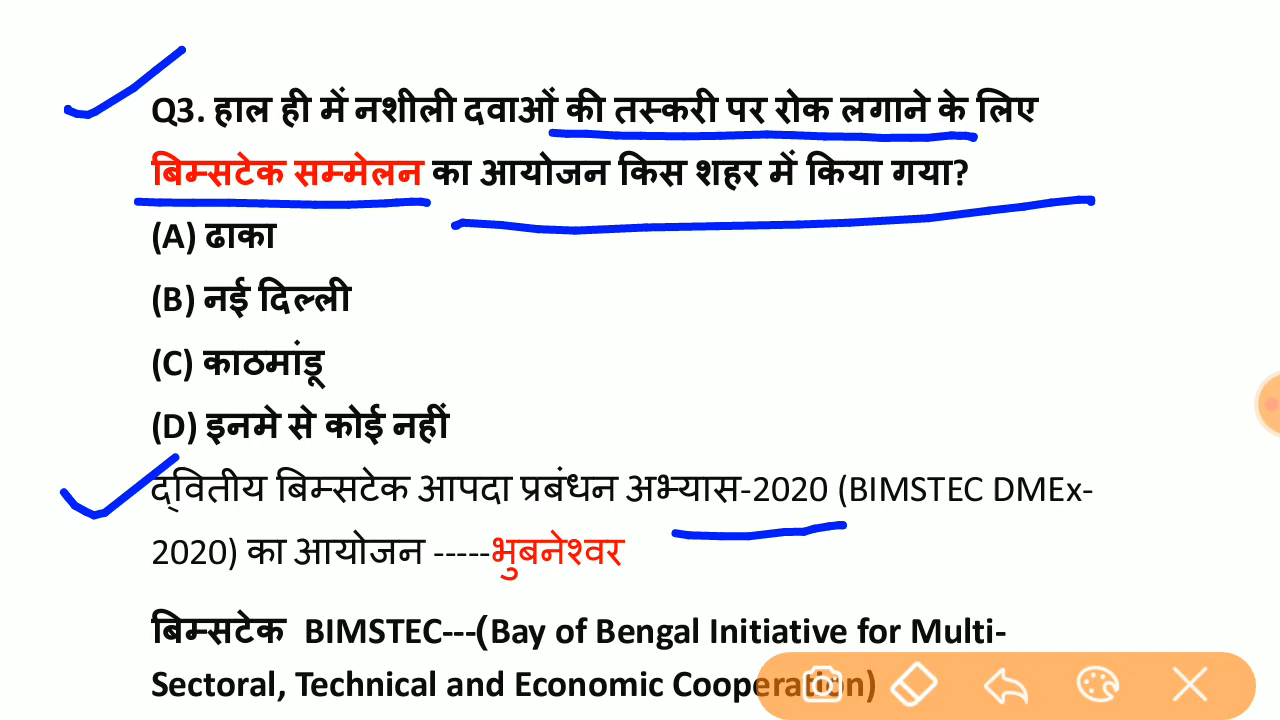 Q3. हाल ही में नशीली दवाओं की तस्करी पर रोक लगाने के लिए
बिम्सटेक सम्मेलन का आयोजन किस शहर में किया गया?
(A) ढाका
(B) नई दिल्ली
(C) काठमांडू
(D) इनमे से कोई नहीं
द्वितीय बिम्सटेक आपदा प्रबंधन अभ्यास-2020 (BIMSTEC DMEx-
2020) का आयोजन -----भुबनेश्वर
बिम्सटेक BIMSTEC---(Bay of Bengal Initiative for Multi-
Sectoral, Technical and Economic Cooperation)